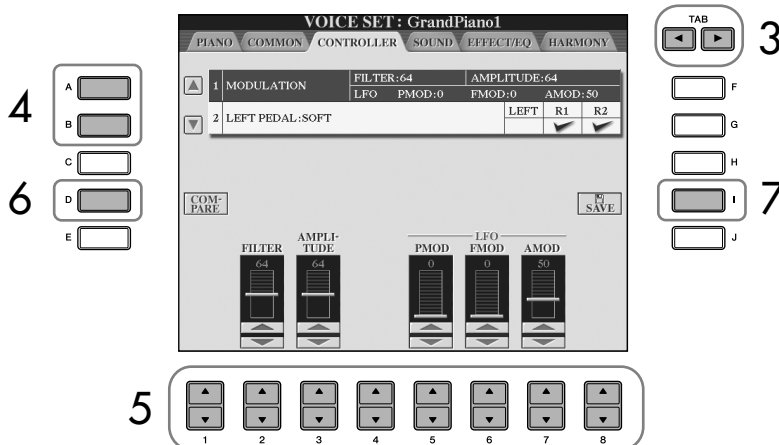 VOICE SET : GrandPiano1
PIANO COMMON CONTROLLER SOUND EFFECT/EQ HARMONY
TAB
3
1 MODULATION FILTER:64 AMPLITUDE:64
LFO PMOD:0 FMOD:0 AMOD:50
2 LEFT PEDAL:SOFT LEFT R1 R2
4
A
B
C
6
D
E
F
G
H
7
I
J
COM-
PARE
SAVE
FILTER
AMPLI-
TUDE
LFO
PMOD FMOD AMOD
64 64 0 0 50
5
1 2 3 4 5 6 7 8